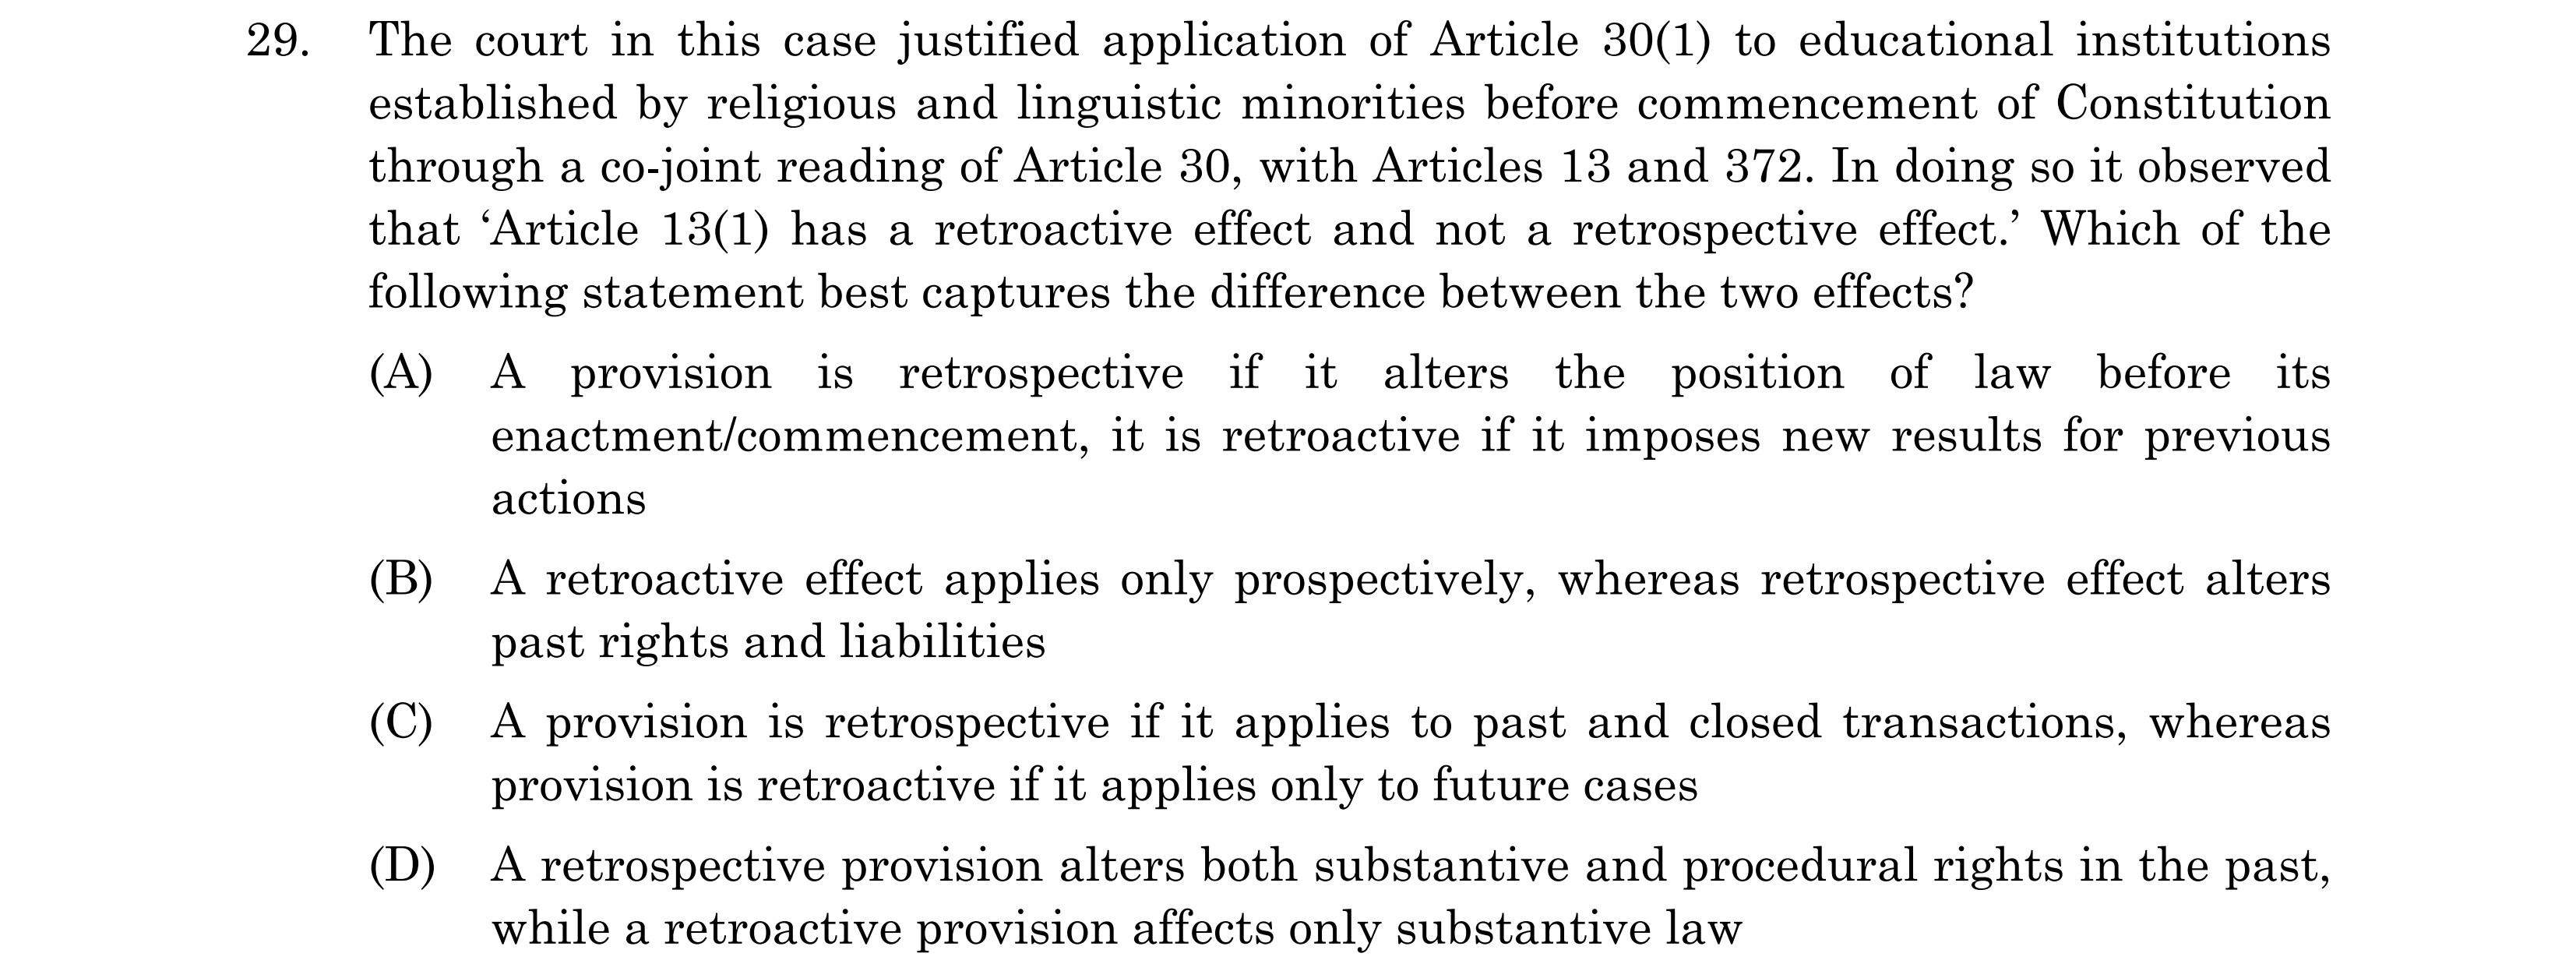 29. The court in this case justified application of Article 30(1) to educational institutions
established by religious and linguistic minorities before commencement of Constitution
through a co-joint reading of Article 30, with Articles 13 and 372. In doing so it observed
that ‘Article 13(1) has a retroactive effect and not a retrospective effect.’ Which of the
following statement best captures the difference between the two effects?
(A) A provision is retrospective if it alters the position of law before its
enactment/commencement, it is retroactive if it imposes new results for previous
actions
(B) A retroactive effect applies only prospectively, whereas retrospective effect alters
past rights and liabilities
(C) A provision is retrospective if it applies to past and closed transactions, whereas
provision is retroactive if it applies only to future cases
(D) A retrospective provision alters both substantive and procedural rights in the past,
while a retroactive provision affects only substantive law